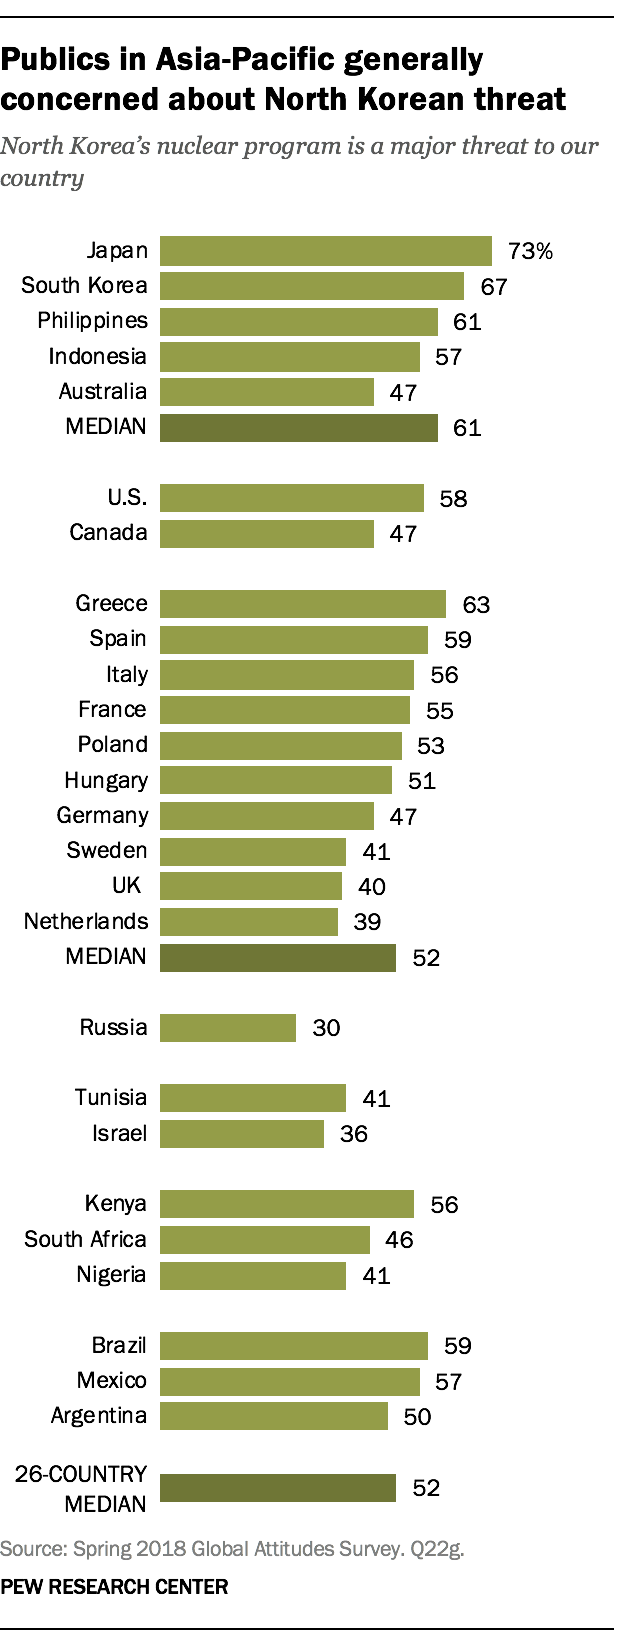 Publics in Asia-Pacific generally
concerned about North Korean threat
North Korea's nuclear program is a major threat to our
country
Japan 73%
South Korea 67
Philippines 61
Indonesia 57
Australia 47
MEDIAN 61
U.S. 58
Canada 47
Greece 63
Spain 59
Italy 56
France 55
Poland 53
Hungary 51
Germany 47
Sweden 41
UK 40
Netherlands 39
MEDIAN 52
Russia 30
Tunisia 41
Israel 36
Kenya 56
South Africa 46
Nigeria 41
Brazil 59
Mexico 57
Argentina 50
26-COUNTRY
MEDIAN 52
Source: Spring 2018 Global Attitudes Survey. Q22g.
PEW RESEARCH CENTER